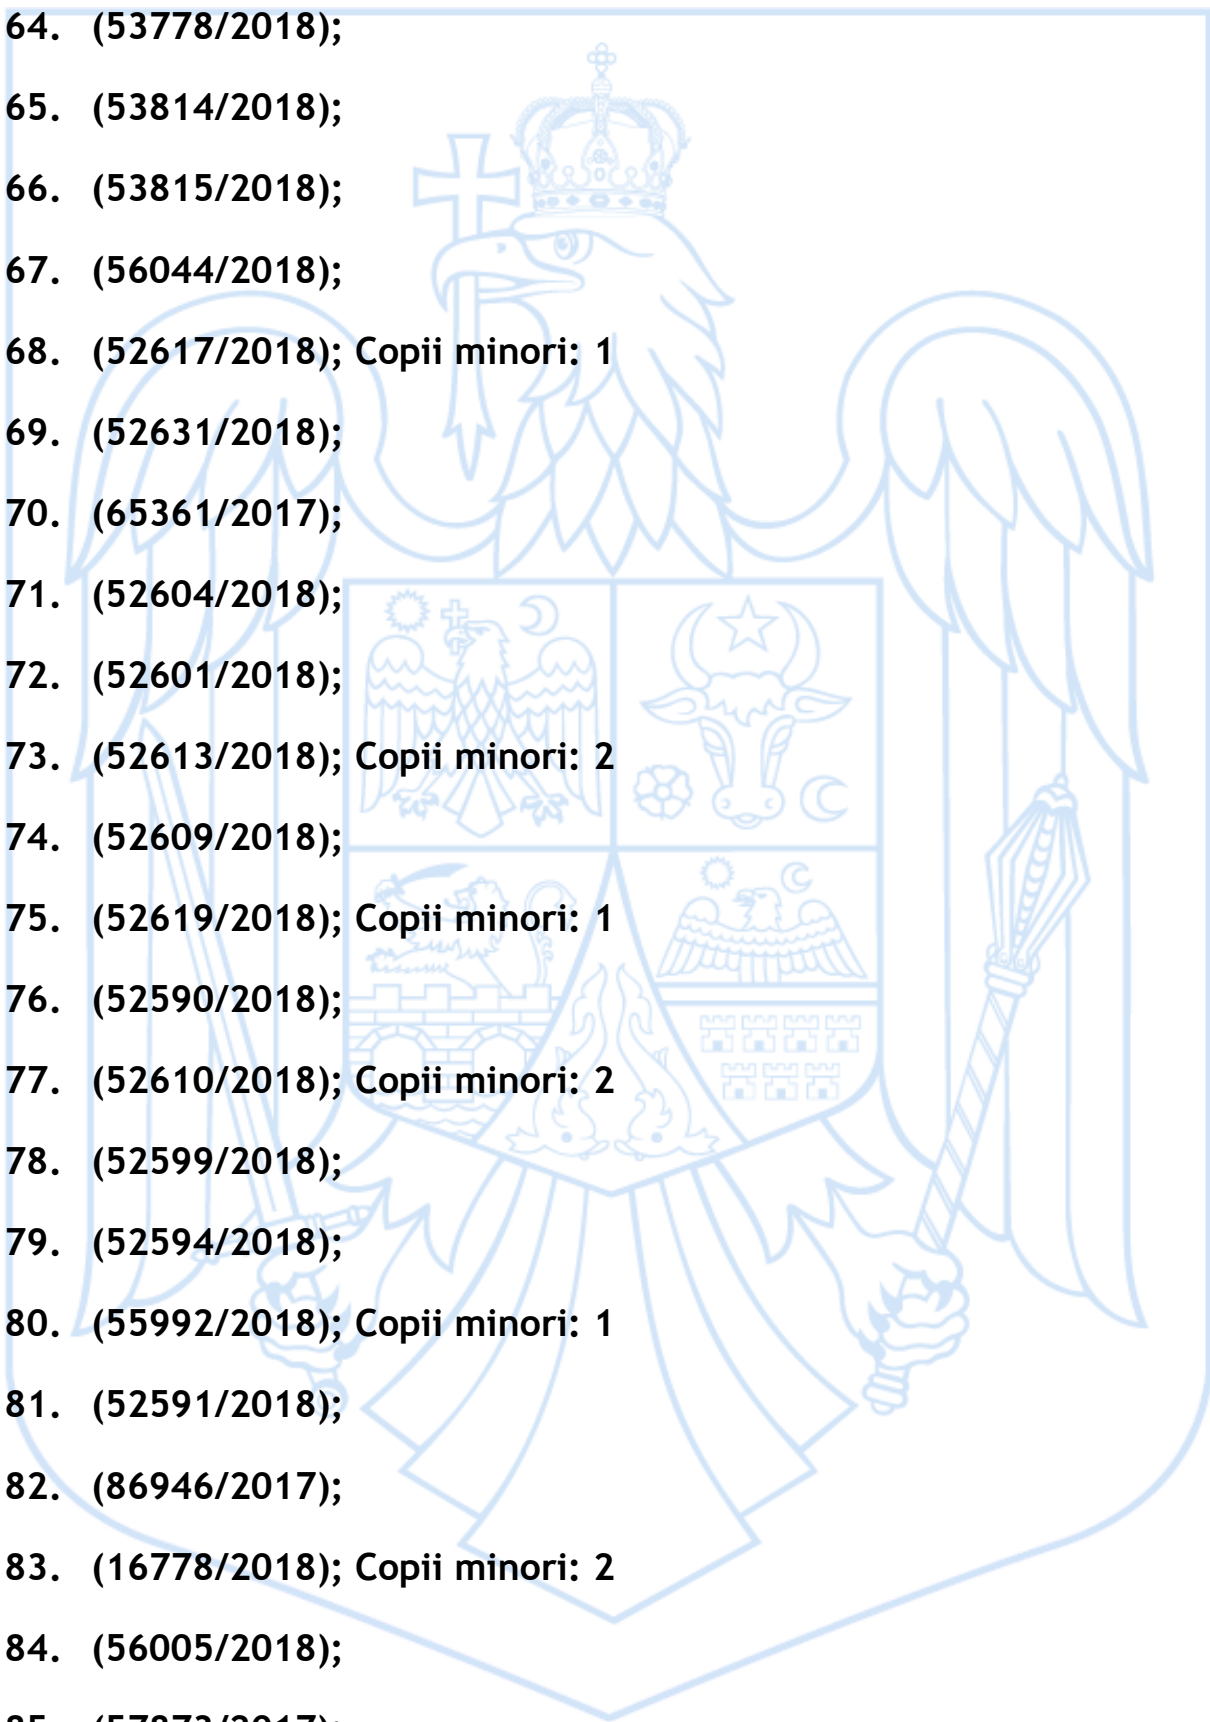 64. (53778/2018);
65. (53814/2018);
66. (53815/2018);
67. (56044/2018);
68. (52617/2018); Copii minori: 1
69. (52631/2018);
70. (65361/2017);
71. (52604/2018);
72. (52601/2018);
73. (52613/2018); Copii minori: 2
74. (52609/2018);
75. (52619/2018); Copii minori: 1
76. (52590/2018);
77. (52610/2018); Copii minori: 2
78. (52599/2018);
79. (52594/2018);
80. (55992/2018); Copii minori: 1
81. (52591/2018);
82. (86946/2017);
83. (16778/2018); Copii minori: 2
84. (56005/2018);